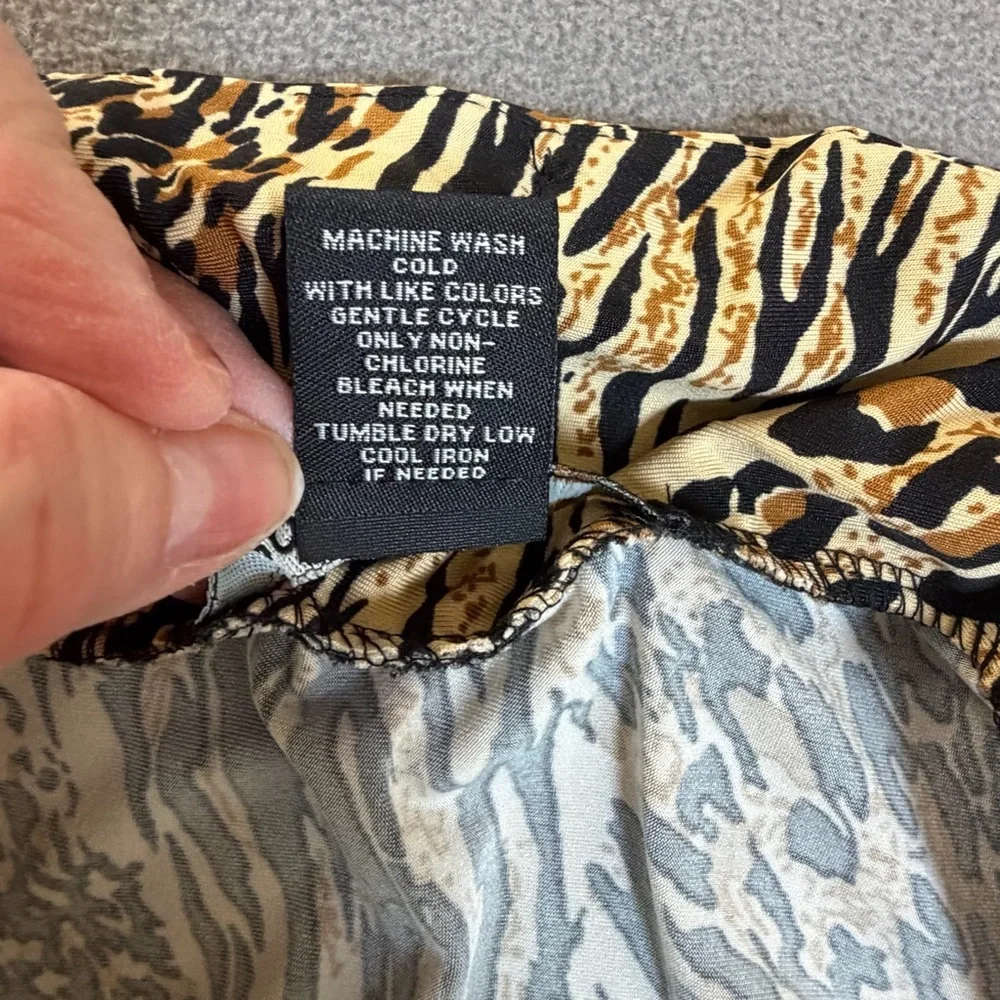 MACHINE WASH
COLD
WITH LIKE COLORS
GENTLE CYCLE
ONLY NON-
CHLORINE
BLEACH WHEN
NEEDED
TUMBLE DRY LOW
COOL IRON
IF NEEDED